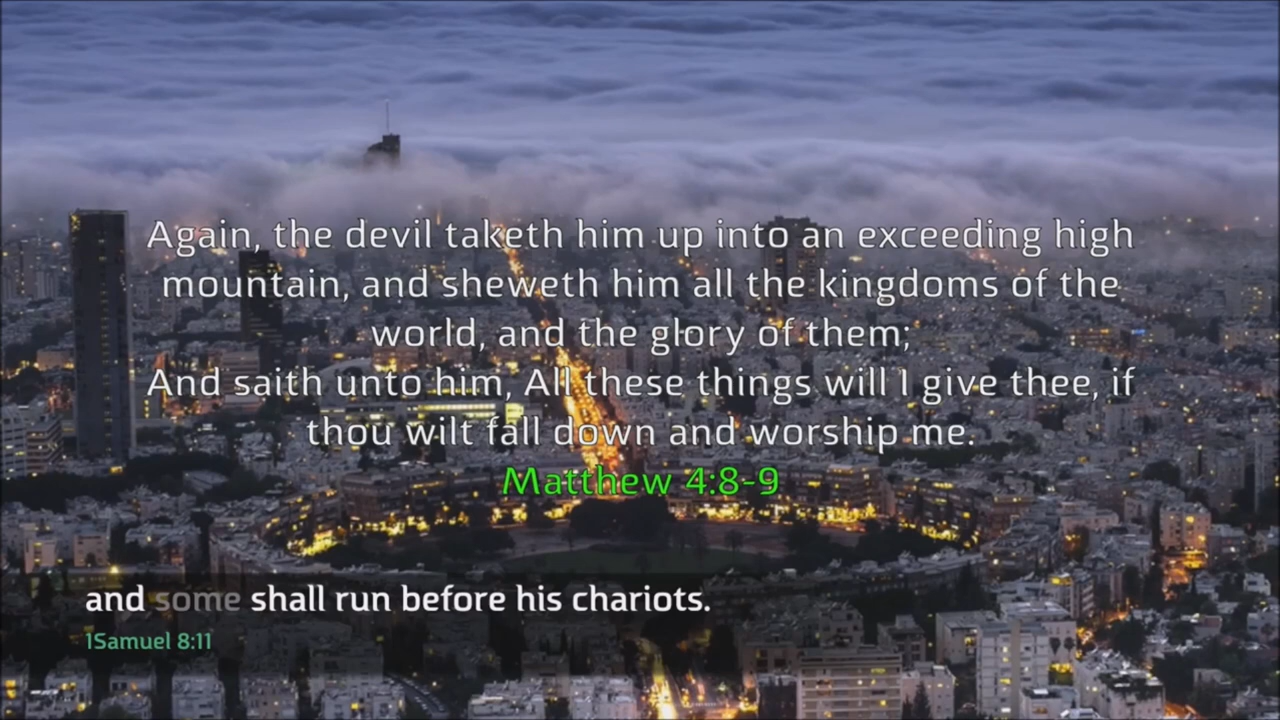 Again, the devil taketh him up into an exceeding high
mountain, and sheweth him all the kingdoms of the
world, and the glory of them;
And saith unto him, All these things will I give thee, if
thou wilt fall down and worship me.
Matthew 4:8-9
and some shall run before his chariots.
1Samuel 8:11